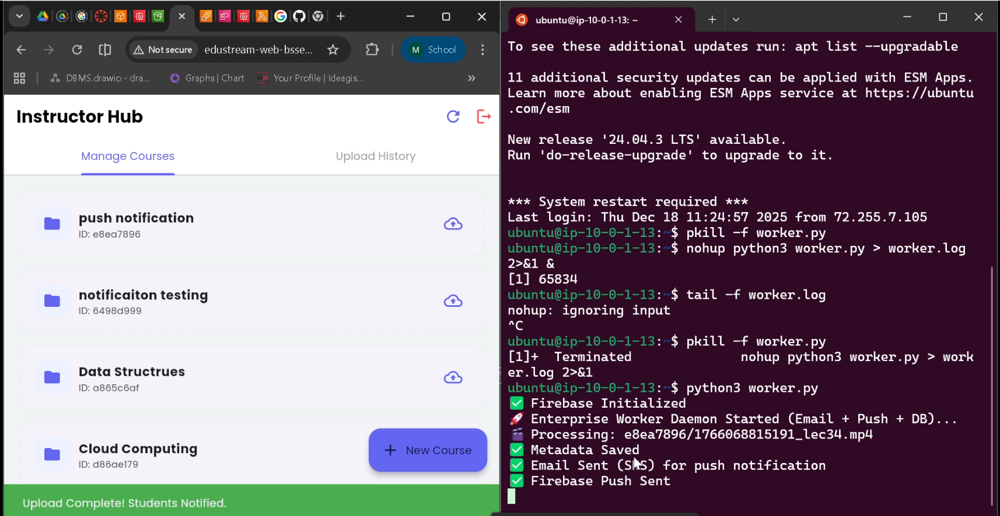 Not secure
edustream-web-bsse...
M School
DBMS.drawio - dra...
Graphs | Chart
Your Profile | Ideagis...
»
Instructor Hub
Manage Courses
Upload History
push notification
ID: e8ea7896
notificaiton testing
ID: 6498d999
Data Structrues
ID: a865c6af
Cloud Computing
ID: d86ae179
+ New Course
Upload Complete! Students Notified.
ubuntu@ip-10-0-1-13: ~
To see these additional updates run: apt list --upgradable
11 additional security updates can be applied with ESM Apps.
Learn more about enabling ESM Apps service at https://ubuntu
.com/esm
New release '24.04.3 LTS' available.
Run 'do-release-upgrade' to upgrade to it.
*** System restart required ***
Last login: Thu Dec 18 11:24:57 2025 from 72.255.7.105
ubuntu@ip-10-0-1-13:~$ pkill -f worker.py
ubuntu@ip-10-0-1-13:~$ nohup python3 worker.py > worker.log
2>&1 &
[1] 65834
ubuntu@ip-10-0-1-13:~$ tail -f worker.log
nohup: ignoring input
^C
ubuntu@ip-10-0-1-13:~$ pkill -f worker.py
[1]+  Terminated              nohup python3 worker.py > work
er.log 2>&1
ubuntu@ip-10-0-1-13:~$ python3 worker.py
✅ Firebase Initialized
🚀 Enterprise Worker Daemon Started (Email + Push + DB)...
🎬 Processing: e8ea7896/1766068815191_lec34.mp4
✅ Metadata Saved
✅ Email Sent (SNS) for push notification
✅ Firebase Push Sent